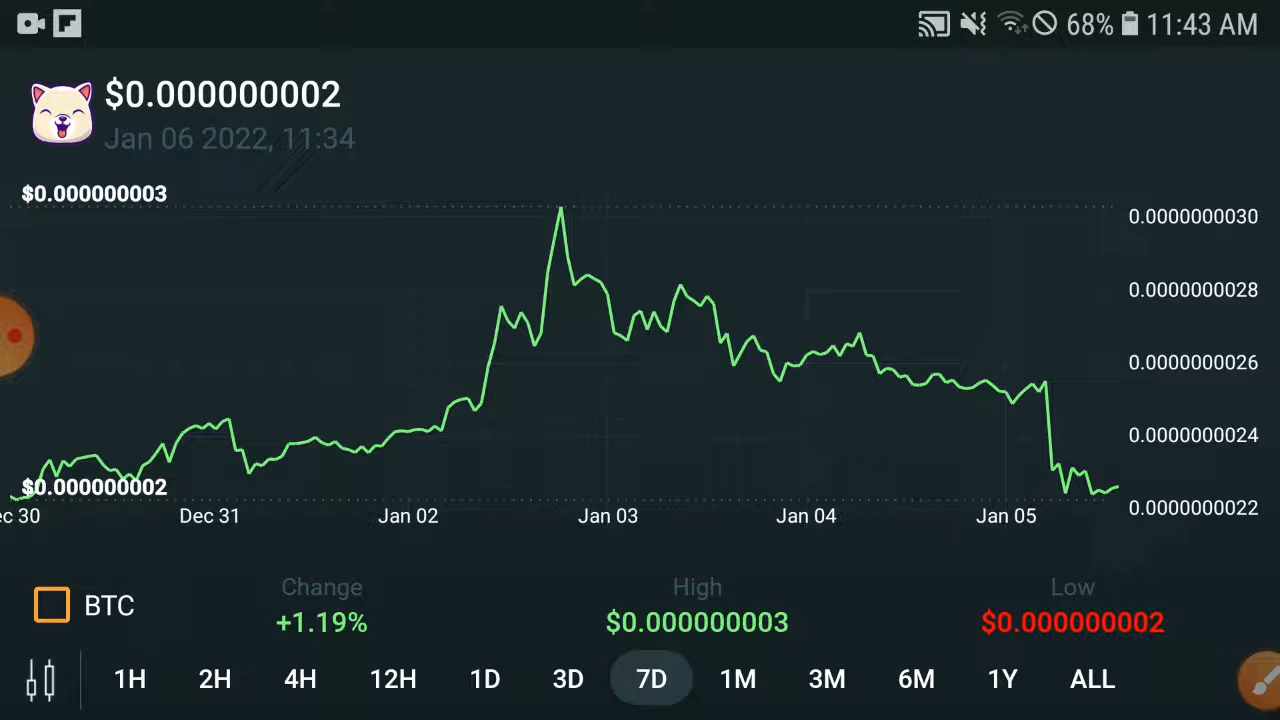 68% 11:43 AM
$0.000000002
Jan 06 2022, 11:34
$0.000000003
0.0000000030
0.0000000028
0.0000000026
0.0000000024
$0.000000002
0.0000000022
ec 30 Dec 31 Jan 02 Jan 03 Jan 04 Jan 05
Change High Low
BTC +1.19% $0.000000003 $0.000000002
1H 2H 4H 12H 1D 3D 7D 1M 3M 6M 1Y ALL